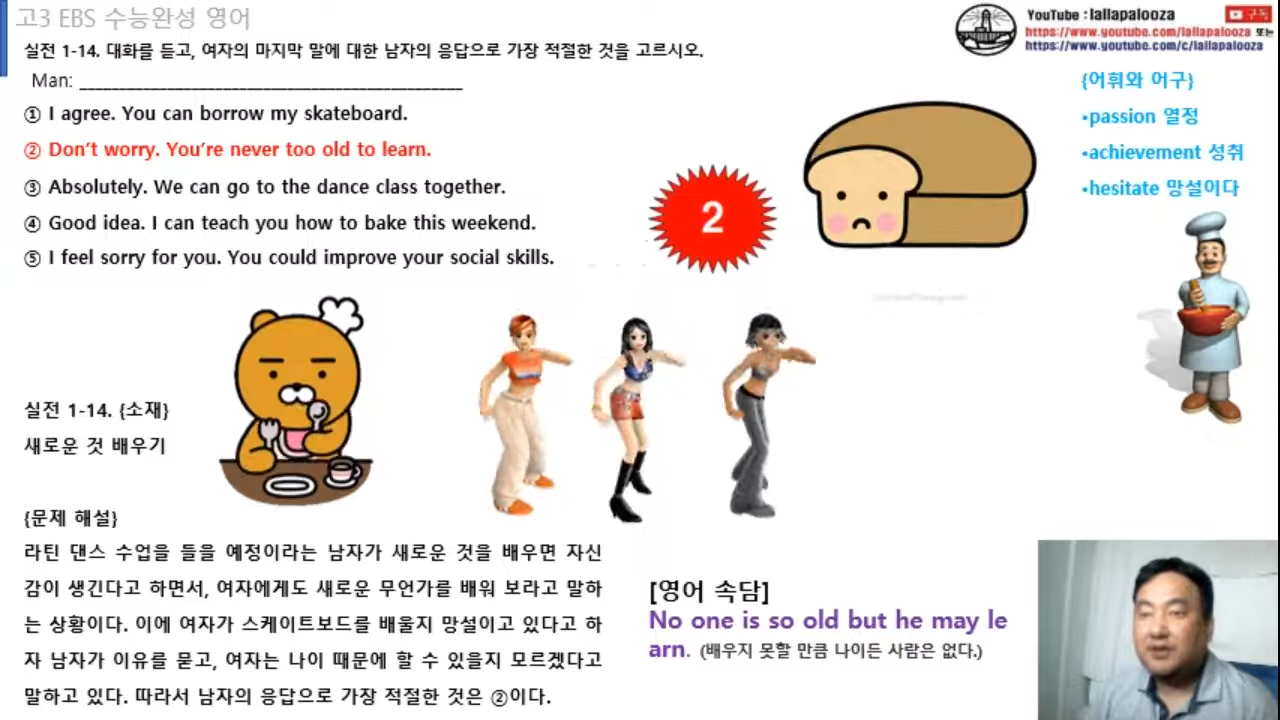 고3 EBS 수능완성 영어
YouTube : lallapalooza
구독
https://www.youtube.com/lallapalooza 또는
https://www.youtube.com/c/lallapalooza
실전 1-14. 대화를 듣고, 여자의 마지막 말에 대한 남자의 응답으로 가장 적절한 것을 고르시오.
Man: ________________________________________
① I agree. You can borrow my skateboard.
② Don't worry. You're never too old to learn.
③ Absolutely. We can go to the dance class together.
④ Good idea. I can teach you how to bake this weekend.
⑤ I feel sorry for you. You could improve your social skills.
2
{어휘와 어구}
•passion 열정
•achievement 성취
•hesitate 망설이다
실전 1-14. {소재}
새로운 것 배우기
{문제 해설}
라틴 댄스 수업을 들을 예정이라는 남자가 새로운 것을 배우면 자신
감이 생긴다고 하면서, 여자에게도 새로운 무언가를 배워 보라고 말하
는 상황이다. 이에 여자가 스케이트보드를 배울지 망설이고 있다고 하
자 남자가 이유를 묻고, 여자는 나이 때문에 할 수 있을지 모르겠다고
말하고 있다. 따라서 남자의 응답으로 가장 적절한 것은 ②이다.
[영어 속담]
No one is so old but he may le
arn. (배우지 못할 만큼 나이든 사람은 없다.)